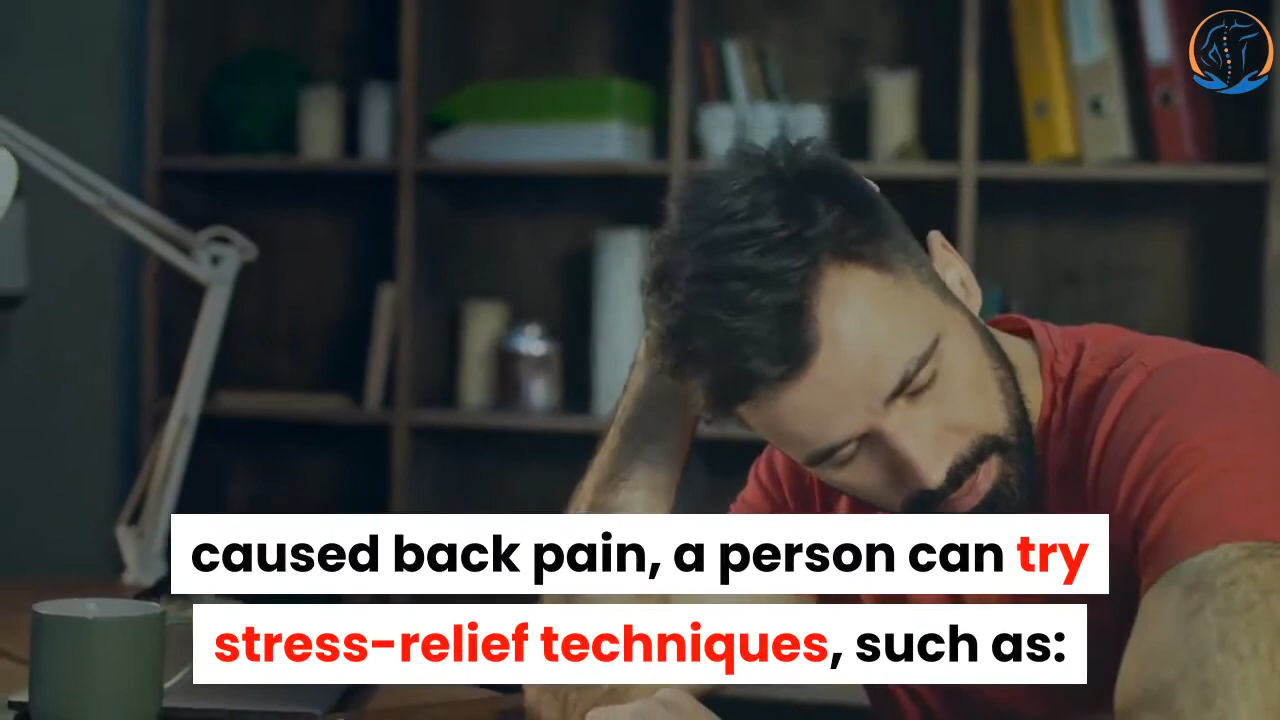 caused back pain, a person can try
stress-relief techniques, such as: